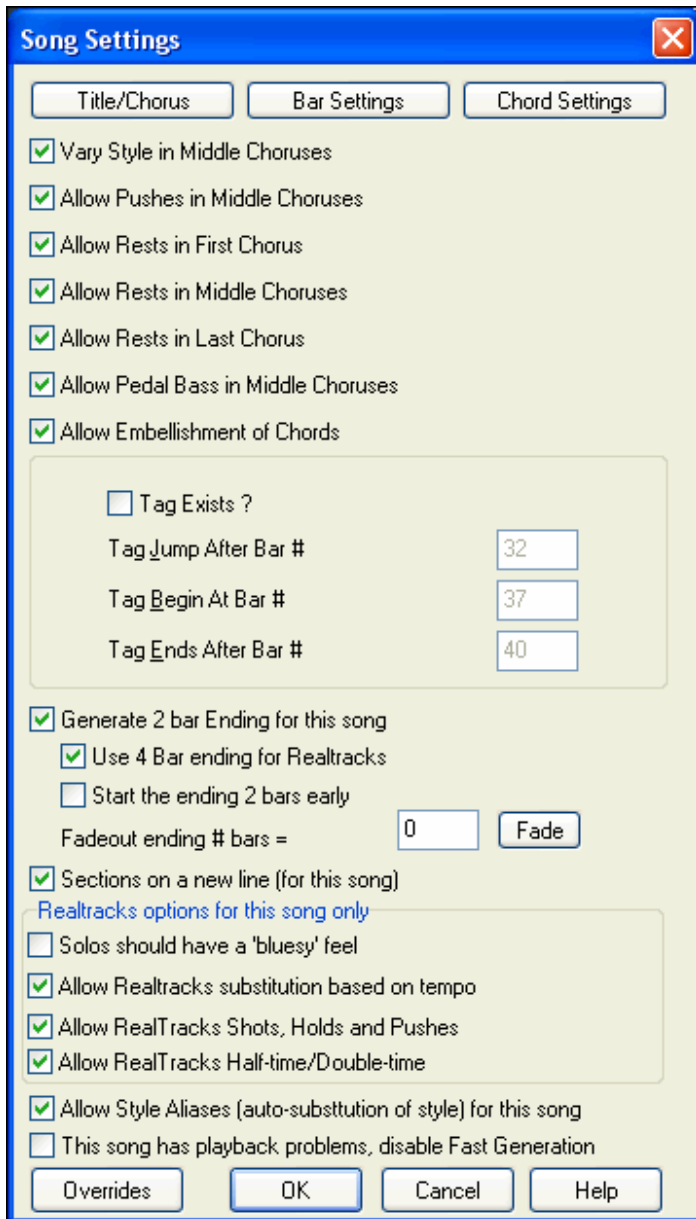 Song Settings
Title/Chorus Bar Settings Chord Settings
Vary Style in Middle Choruses
Allow Pushes in Middle Choruses
Allow Rests in First Chorus
Allow Rests in Middle Choruses
Allow Rests in Last Chorus
Allow Pedal Bass in Middle Choruses
Allow Embellishment of Chords
Tag Exists ?
Tag Jump After Bar # 32
Tag Begin At Bar # 37
Tag Ends After Bar # 40
Generate 2 bar Ending for this song
Use 4 Bar ending for Realtracks
Start the ending 2 bars early
Fadeout ending # bars = 0 Fade
Sections on a new line (for this song)
Realtracks options for this song only
Solos should have a 'bluesy' feel
Allow Realtracks substitution based on tempo
Allow RealTracks Shots, Holds and Pushes
Allow RealTracks Half-time/Double-time
Allow Style Aliases (auto-substtution of style) for this song
This song has playback problems, disable Fast Generation
Overrides OK Cancel Help